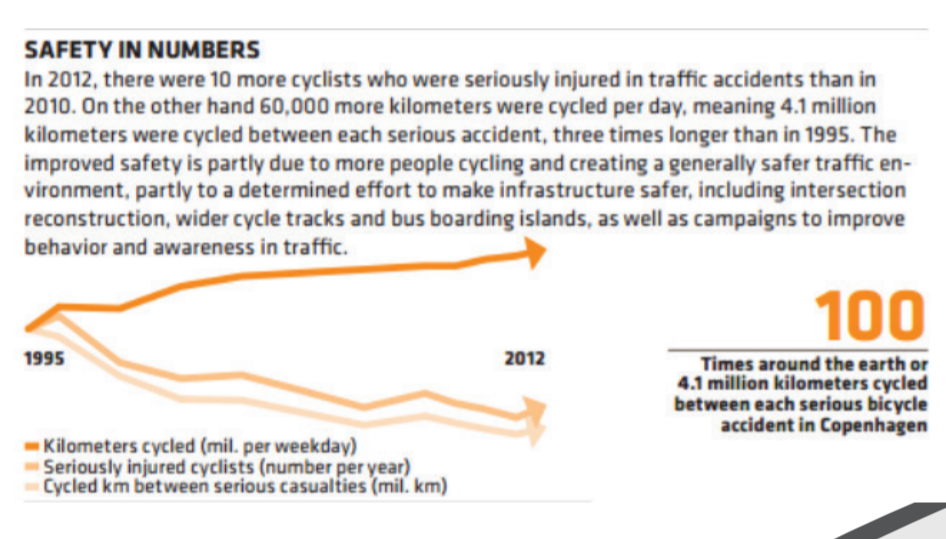 SAFETY IN NUMBERS
In 2012, there were 10 more cyclists who were seriously injured in traffic accidents than in
2010. On the other hand 60,000 more kilometers were cycled per day, meaning 4.1 million
kilometers were cycled between each serious accident, three times longer than in 1995. The
improved safety is partly due to more people cycling and creating a generally safer traffic en-
vironment, partly to a determined effort to make infrastructure safer, including intersection
reconstruction, wider cycle tracks and bus boarding islands, as well as campaigns to improve
behavior and awareness in traffic.
1995
2012
Kilometers cycled (mil. per weekday)
Seriously injured cyclists (number per year)
Cycled km between serious casualties (mil. km)
100
Times around the earth or
4.1 million kilometers cycled
between each serious bicycle
accident in Copenhagen